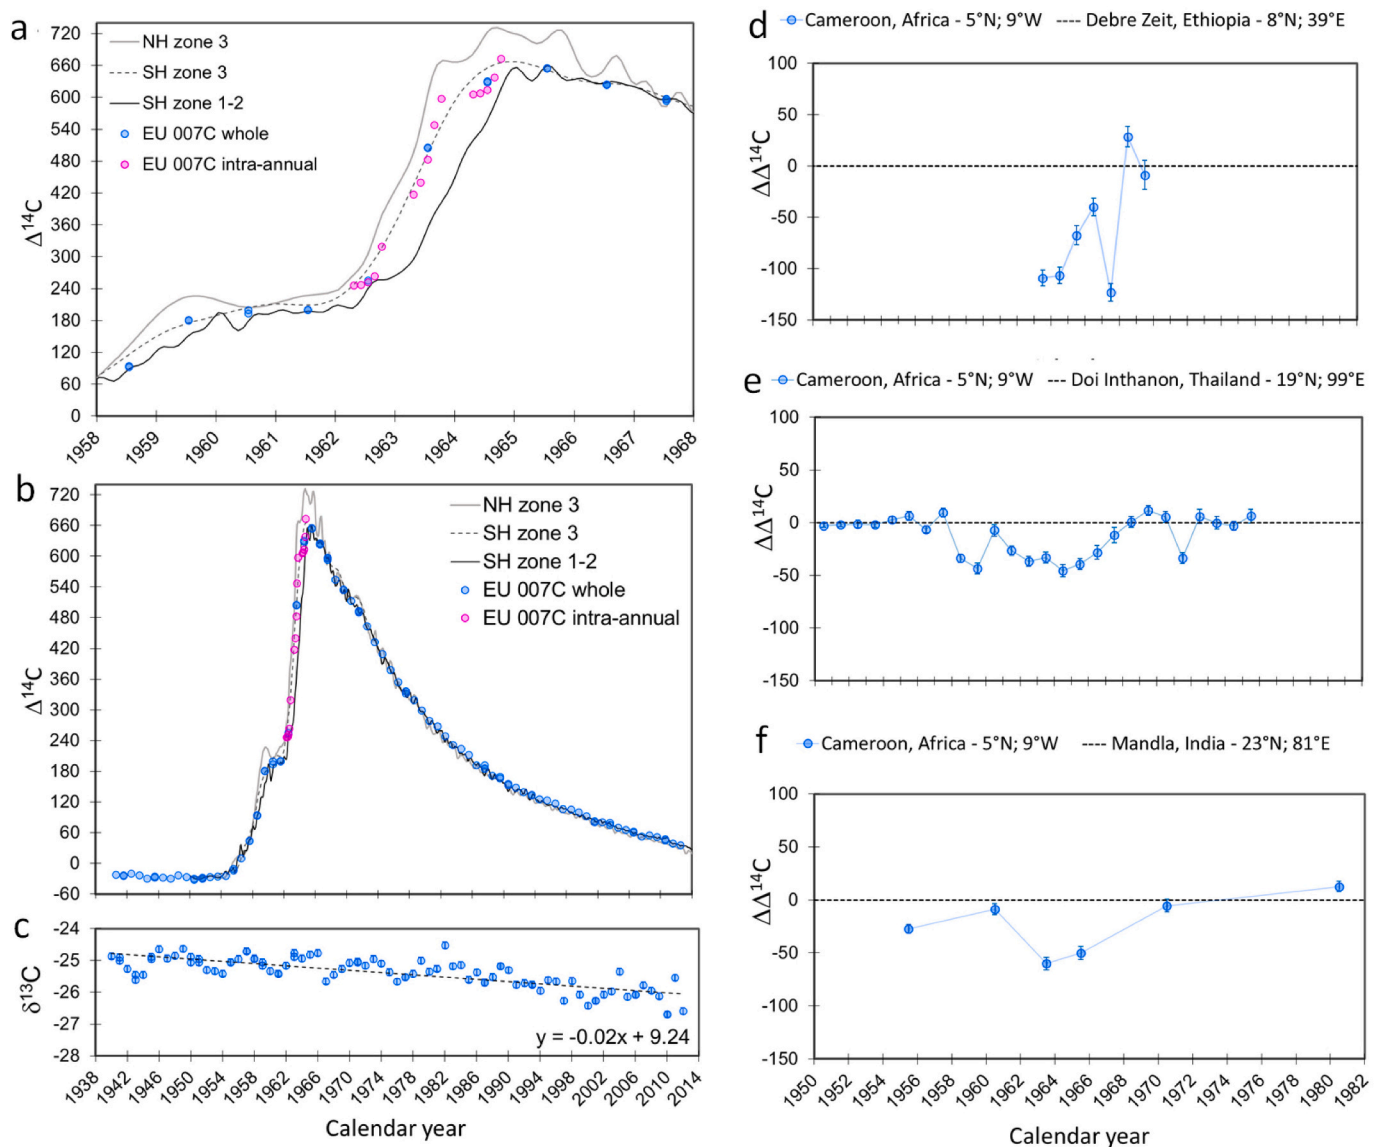 a
720
660
600
540
480
420
360
300
240
180
120
60
0
Δ14C
NH zone 3
SH zone 3
SH zone 1-2
EU 007C whole
EU 007C intra-annual
1958 1959 1960 1961 1962 1963 1964 1965 1966 1967 1968
b
720
660
600
540
480
420
360
300
240
180
120
60
0
-60
Δ14C
NH zone 3
SH zone 3
SH zone 1-2
EU 007C whole
EU 007C intra-annual
c
-24
-25
-26
-27
-28
δ13C
y = -0.02x + 9.24
1938 1942 1946 1950 1954 1958 1962 1966 1970 1974 1978 1982 1986 1990 1994 1998 2002 2006 2010 2014
Calendar year
d
Cameroon, Africa - 5°N; 9°W Debre Zeit, Ethiopia - 8°N; 39°E
100
50
0
-50
-100
-150
ΔΔ14C
e
Cameroon, Africa - 5°N; 9°W Doi Inthanon, Thailand - 19°N; 99°E
100
50
0
-50
-100
-150
ΔΔ14C
f
Cameroon, Africa - 5°N; 9°W Mandla, India - 23°N; 81°E
100
50
0
-50
-100
-150
ΔΔ14C
1950 1952 1954 1956 1958 1960 1962 1964 1966 1968 1970 1972 1974 1976 1978 1980 1982
Calendar year